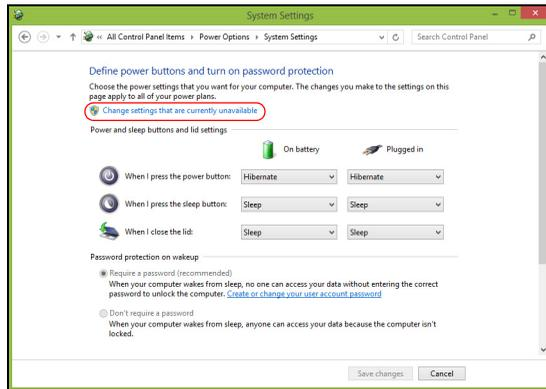 System Settings
« All Control Panel Items ▸ Power Options ▸ System Settings
Search Control Panel
Define power buttons and turn on password protection
Choose the power settings that you want for your computer. The changes you make to the settings on this
page apply to all of your power plans.
Change settings that are currently unavailable
Power and sleep buttons and lid settings
On battery Plugged in
When I press the power button: Hibernate Hibernate
When I press the sleep button: Sleep Sleep
When I close the lid: Sleep Sleep
Password protection on wakeup
Require a password (recommended)
When your computer wakes from sleep, no one can access your data without entering the correct
password to unlock the computer. Create or change your user account password
Don't require a password
When your computer wakes from sleep, anyone can access your data because the computer isn't
locked.
Save changes Cancel